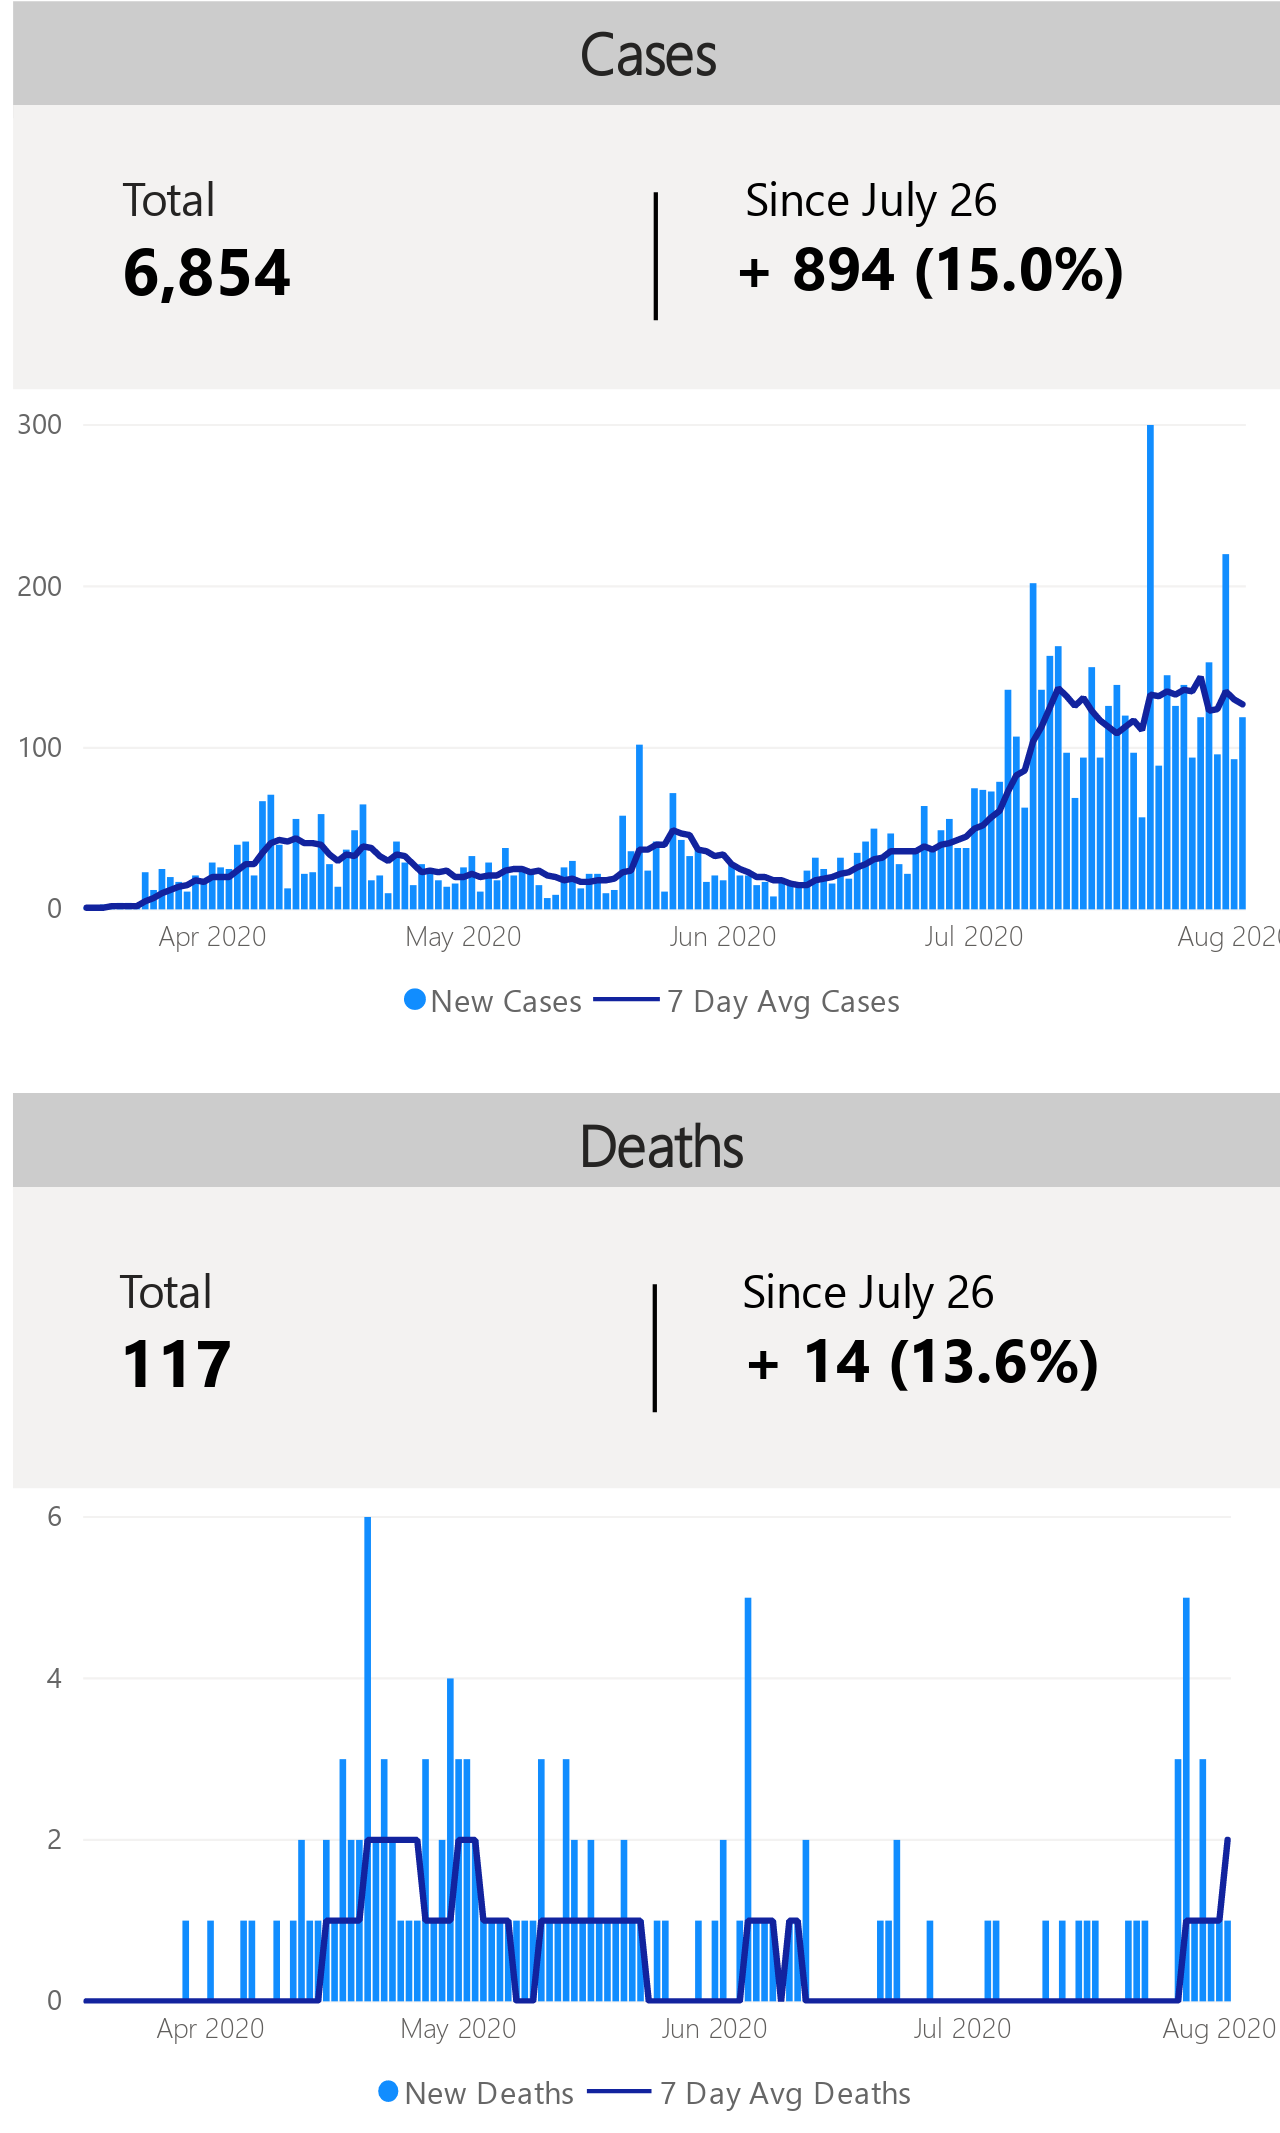 Cases
Total
Since July 26
6,854
+ 894 (15.0%)
300
200
100
0
Apr 2020 May 2020 Jun 2020 Jul 2020 Aug 202
New Cases 7 Day Avg Cases
Deaths
Total
Since July 26
117
+ 14 (13.6%)
6
4
2
0
Apr 2020 May 2020 Jun 2020 Jul 2020 Aug 2020
New Deaths 7 Day Avg Deaths